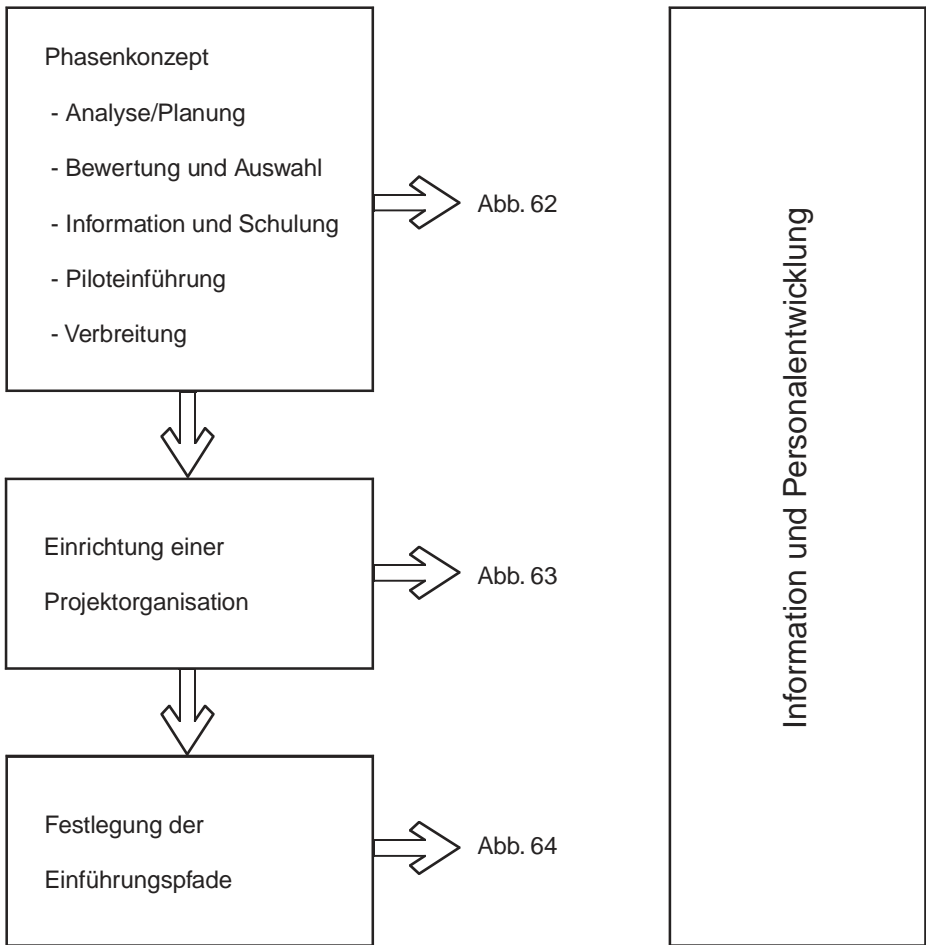 Phasenkonzept
- Analyse/Planung
- Bewertung und Auswahl
- Information und Schulung
- Piloteinführung
- Verbreitung
Abb. 62
Einrichtung einer
Projektorganisation
Abb. 63
Festlegung der
Einführungspfade
Abb. 64
Information und Personalentwicklung